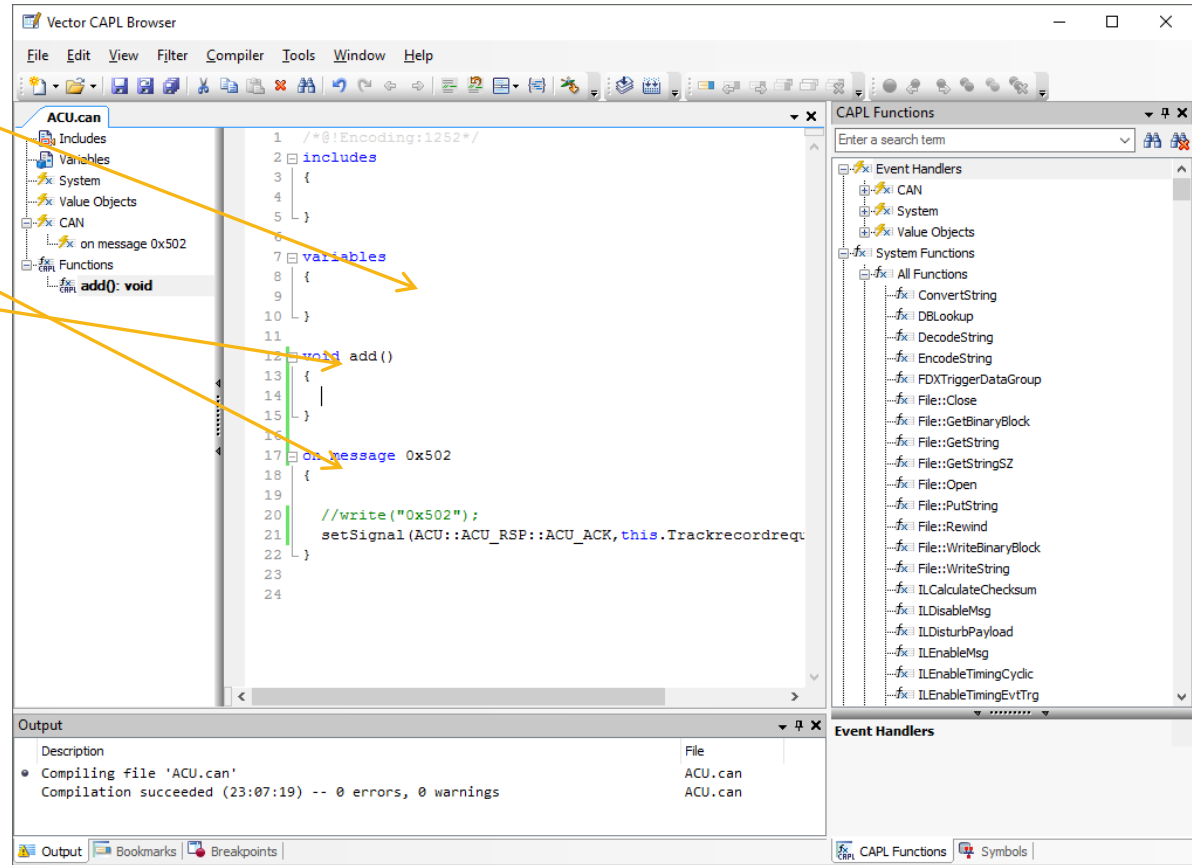 Vector CAPL Browser
File Edit View Filter Compiler Tools Window Help
ACU.can
Includes
Variables
System
Value Objects
CAN
on message 0x502
Functions
add(): void
1 /*@!Encoding:1252*/
2 includes
3 {
4
5 }
6
7 variables
8 {
9
10 }
11
12 void add()
13 {
14
15 }
16
17 on message 0x502
18 {
19
20 //write("0x502");
21 setSignal(ACU::ACU_RSP::ACU_ACK,this.Trackrecordrequ
22 }
23
24
CAPL Functions
Enter a search term
Event Handlers
CAN
System
Value Objects
System Functions
All Functions
ConvertString
DBLookup
DecodeString
EncodeString
FDXTriggerDataGroup
File::Close
File::GetBinaryBlock
File::GetString
File::GetStringSZ
File::Open
File::PutString
File::Rewind
File::WriteBinaryBlock
File::WriteString
ILCalculateChecksum
ILDisableMsg
ILDisturbPayload
ILEnableMsg
ILEnableTimingCyclic
ILEnableTimingEvtTrg
Event Handlers
Output
Description File
Compiling file 'ACU.can' ACU.can
Compilation succeeded (23:07:19) -- 0 errors, 0 warnings ACU.can
Output Bookmarks Breakpoints
CAPL Functions Symbols